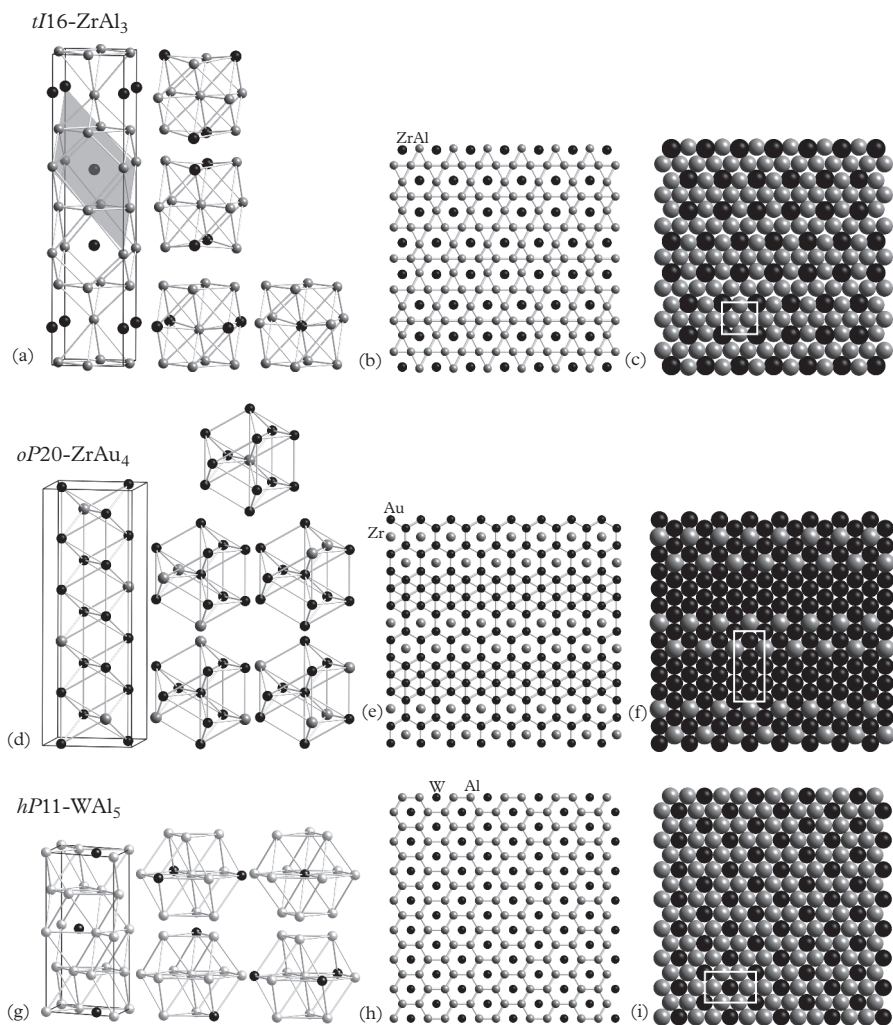 tI16-ZrAl3
ZrAl
(a)
(b)
(c)
oP20-ZrAu4
Au
Zr
(d)
(e)
(f)
hP11-WAl5
W Al
(g)
(h)
(i)